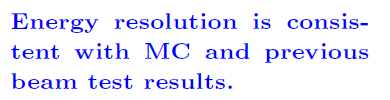 Energy resolution is consis-
tent with MC and previous
beam test results.